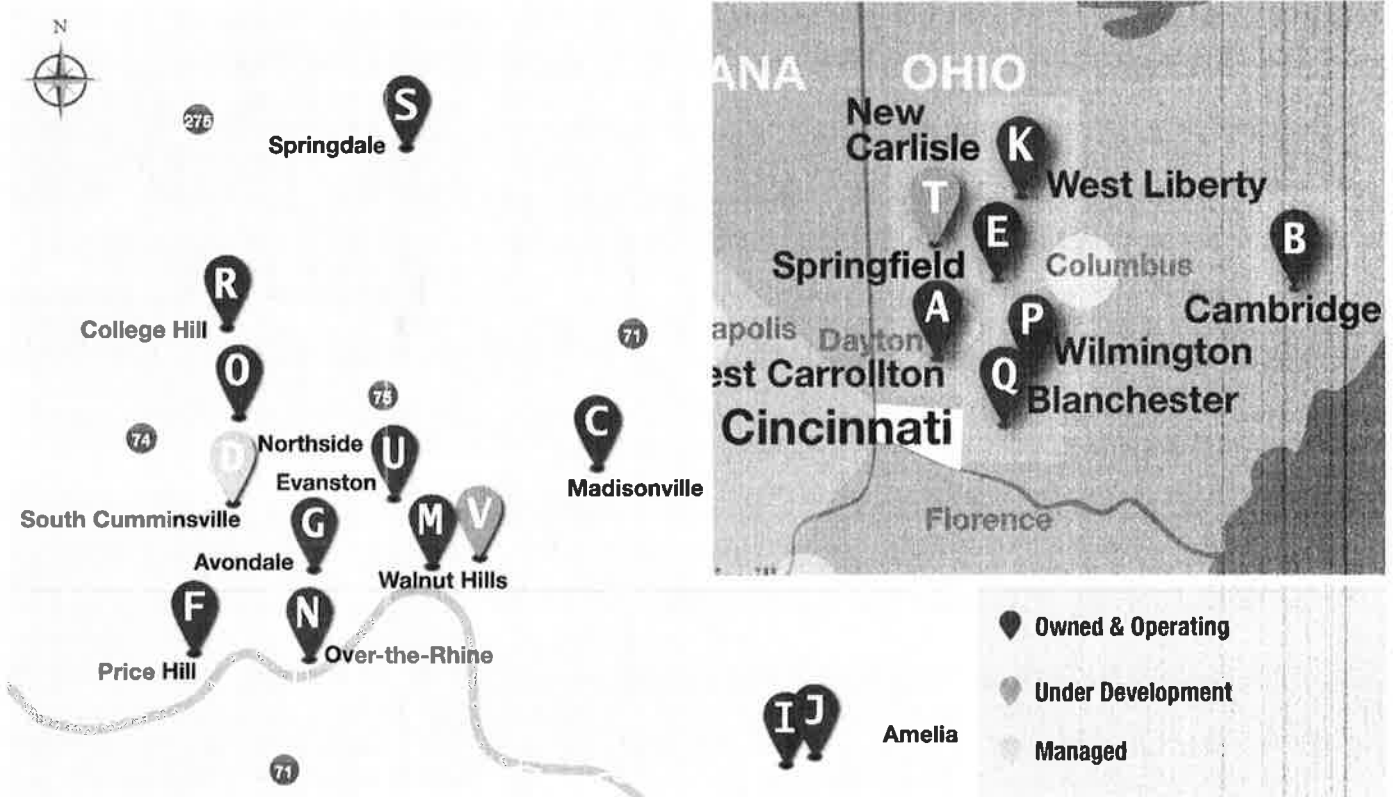 N
S
275
Springdale
R
College Hill
71
O
75
C
74
D
Northside
U
Evanston
Madisonville
South Cumminsville
G
M
V
Avondale
Walnut Hills
F
N
Over-the-Rhine
Price Hill
71
I
J
Amelia
ANA
OHIO
New
Carlisle
K
T
West Liberty
E
B
Springfield
Columbus
A
Cambridge
P
apolis
Dayton
Wilmington
est Carrollton
Q
Blanchester
Cincinnati
Florence
Owned & Operating
Under Development
Managed